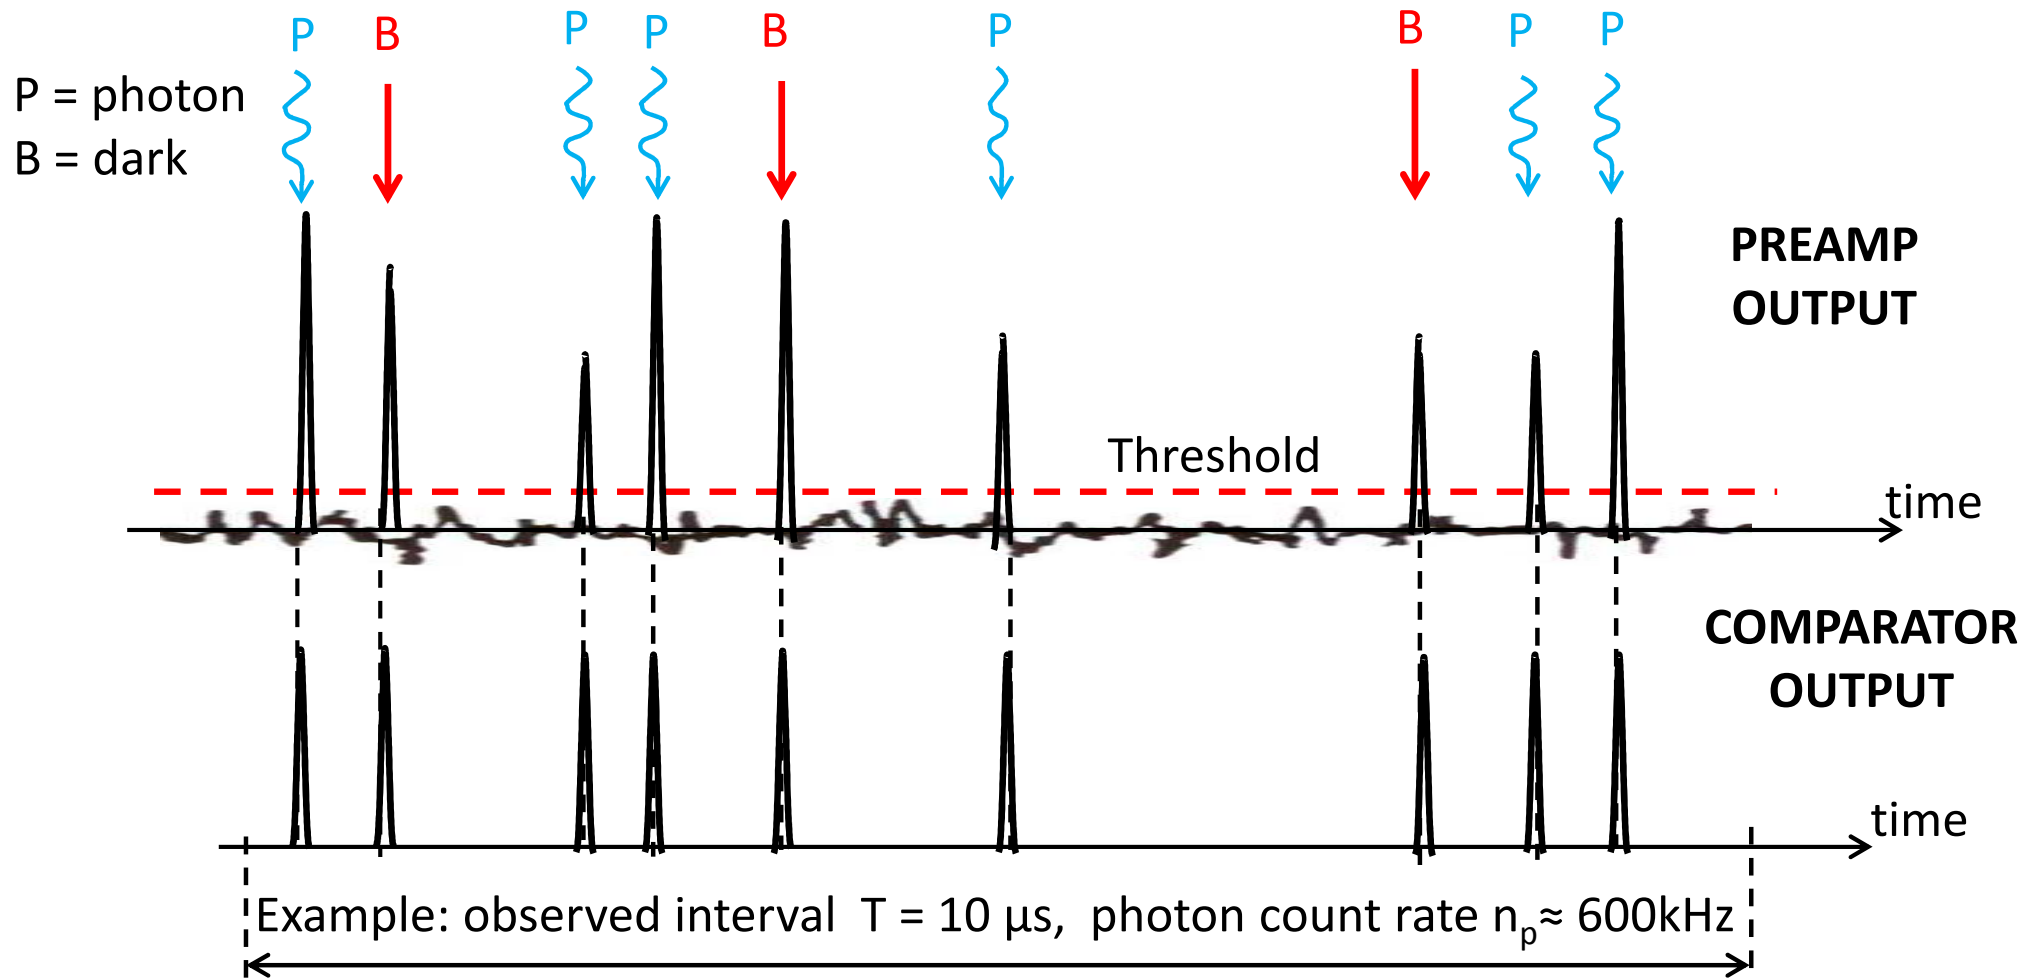 P B P P B P B P P
P = photon
B = dark
PREAMP
OUTPUT
Threshold
time
COMPARATOR
OUTPUT
time
Example: observed interval T = 10 µs, photon count rate np≈ 600kHz